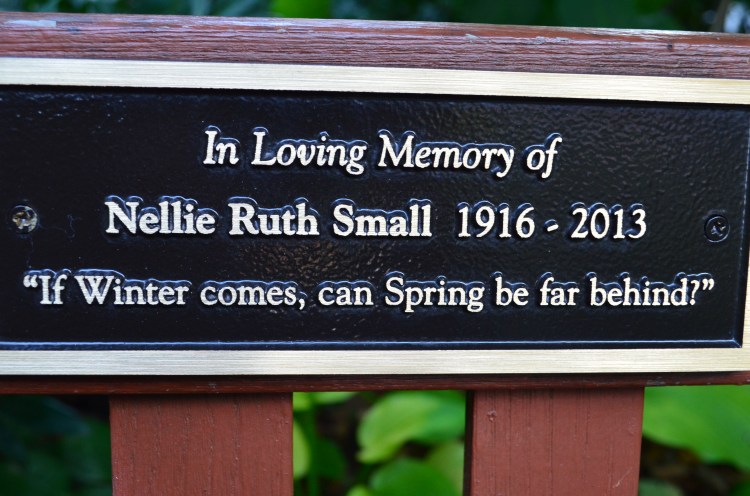 In Loving Memory of
Nellie Ruth Small 1916 - 2013
“If Winter comes, can Spring be far behind?”